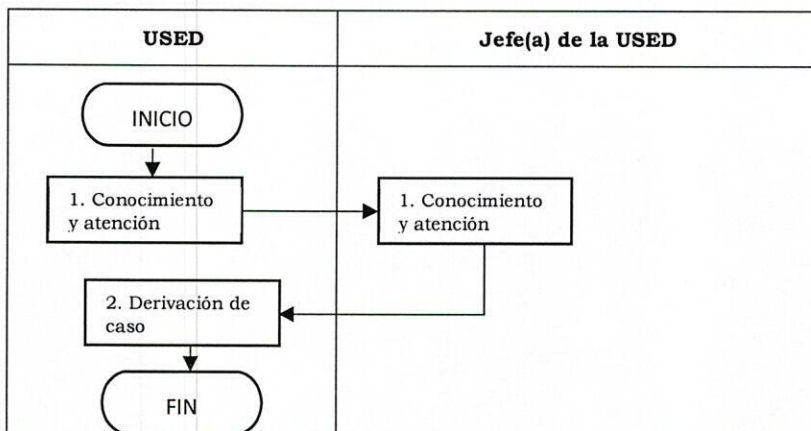 USED
Jefe(a) de la USED
INICIO
1. Conocimiento
y atención
1. Conocimiento
y atención
2. Derivación de
caso
FIN